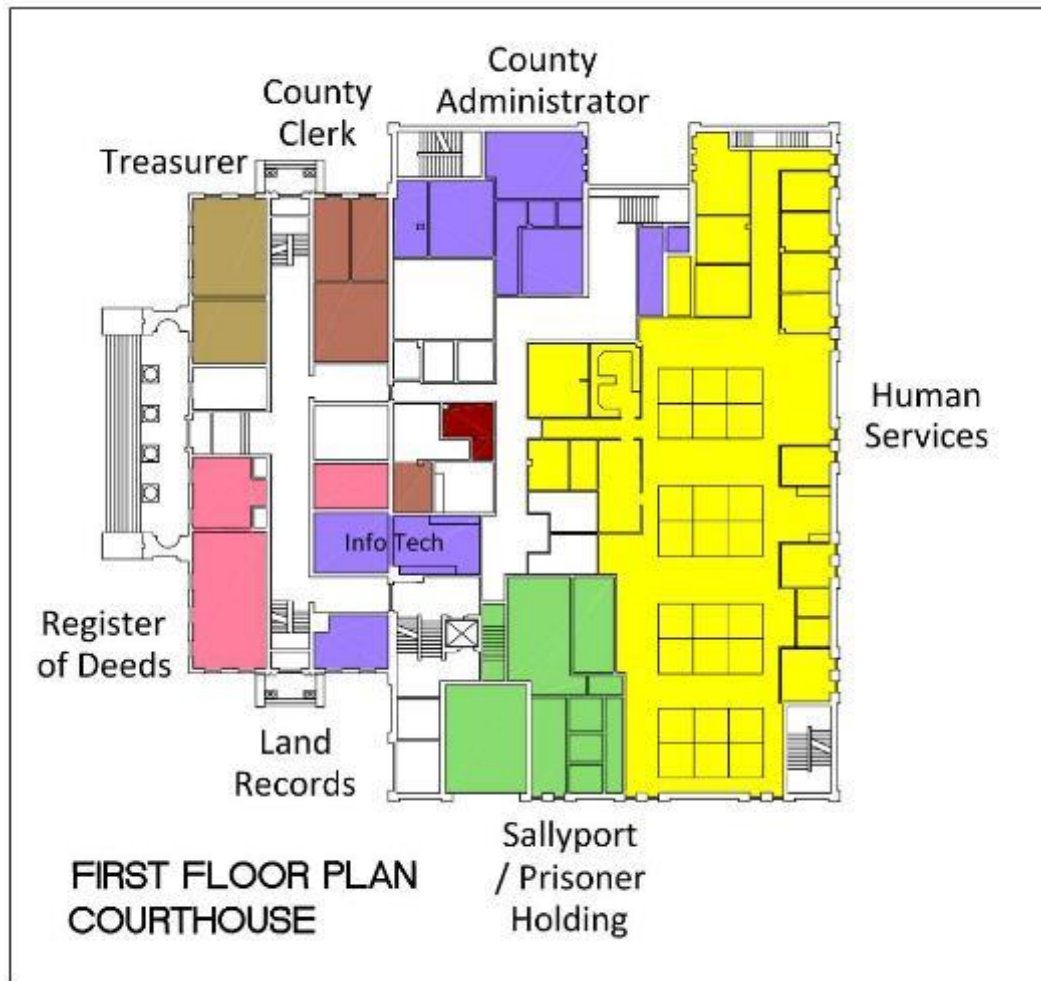 County
Administrator
County
Clerk
Treasurer
Human
Services
Info Tech
Register
of Deeds
Land
Records
Sallyport
/ Prisoner
Holding
FIRST FLOOR PLAN
COURTHOUSE